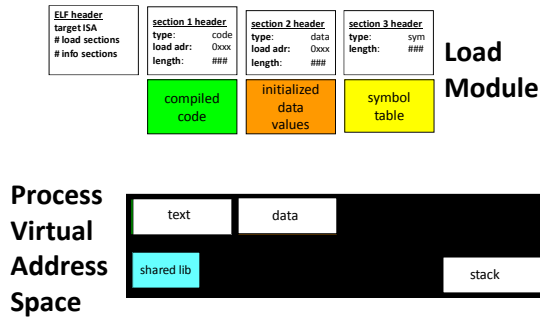 ELF header
target ISA
# load sections
# info sections
section 1 header
type: code
load adr: 0xxx
length: ###
section 2 header
type: data
load adr: 0xxx
length: ###
section 3 header
type: sym
length: ###
compiled
code
initialized
data
values
symbol
table
Load
Module
Process
Virtual
Address
Space
text
data
shared lib
stack